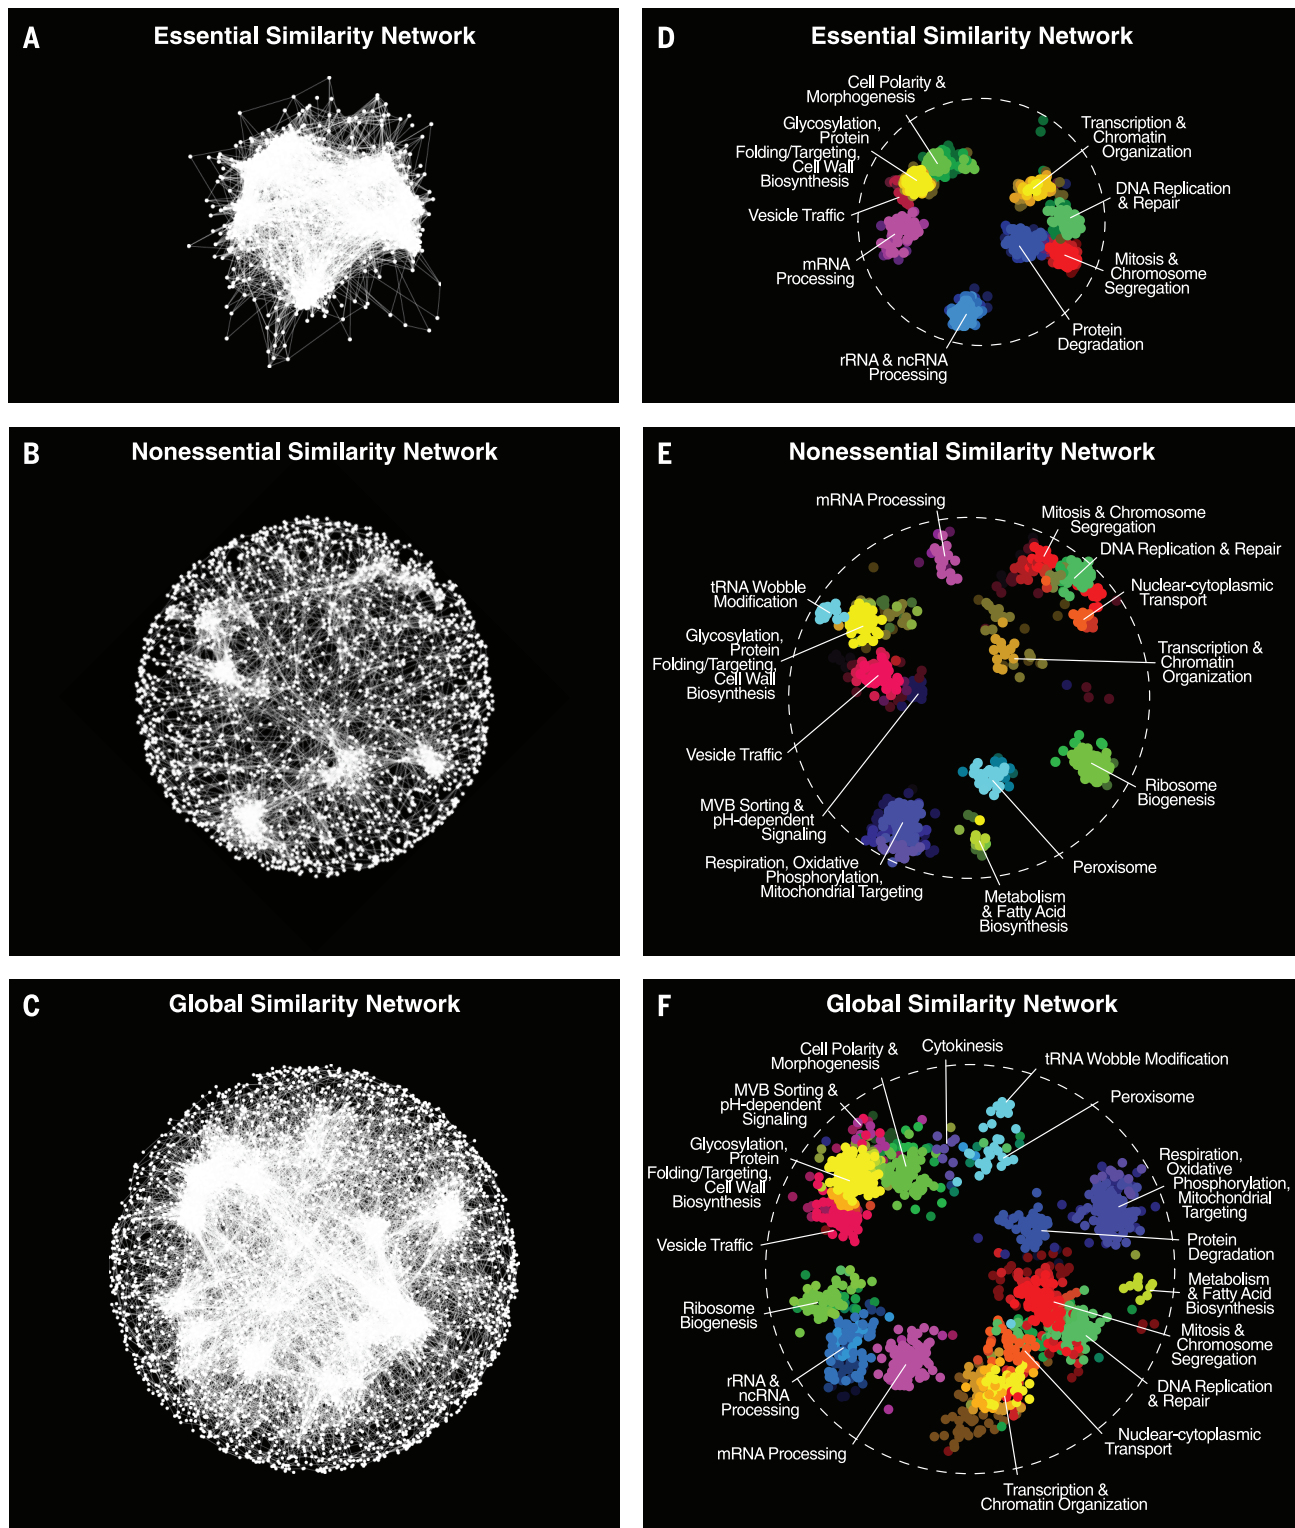 A
Essential Similarity Network
D
Essential Similarity Network
Cell Polarity &
Morphogenesis
Glycosylation,
Protein
Folding/Targeting,
Cell Wall
Biosynthesis
Vesicle Traffic
mRNA
Processing
rRNA & ncRNA
Processing
Transcription &
Chromatin
Organization
DNA Replication
& Repair
Mitosis &
Chromosome
Segregation
Protein
Degradation
B
Nonessential Similarity Network
E
Nonessential Similarity Network
mRNA Processing
Mitosis & Chromosome
Segregation
DNA Replication & Repair
Nuclear-cytoplasmic
Transport
tRNA Wobble
Modification
Glycosylation,
Protein
Folding/Targeting,
Cell Wall
Biosynthesis
Transcription &
Chromatin
Organization
Vesicle Traffic
MVB Sorting &
pH-dependent
Signaling
Ribosome
Biogenesis
Respiration, Oxidative
Phosphorylation,
Mitochondrial Targeting
Peroxisome
Metabolism
& Fatty Acid
Biosynthesis
C
Global Similarity Network
F
Global Similarity Network
Cell Polarity &
Morphogenesis
Cytokinesis
tRNA Wobble Modification
MVB Sorting &
pH-dependent
Signaling
Peroxisome
Glycosylation,
Protein
Folding/Targeting,
Cell Wall
Biosynthesis
Respiration,
Oxidative
Phosphorylation,
Mitochondrial
Targeting
Vesicle Traffic
Protein
Degradation
Ribosome
Biogenesis
Metabolism
& Fatty Acid
Biosynthesis
Mitosis &
Chromosome
Segregation
rRNA &
ncRNA
Processing
DNA Replication
& Repair
mRNA Processing
Nuclear-cytoplasmic
Transport
Transcription &
Chromatin Organization